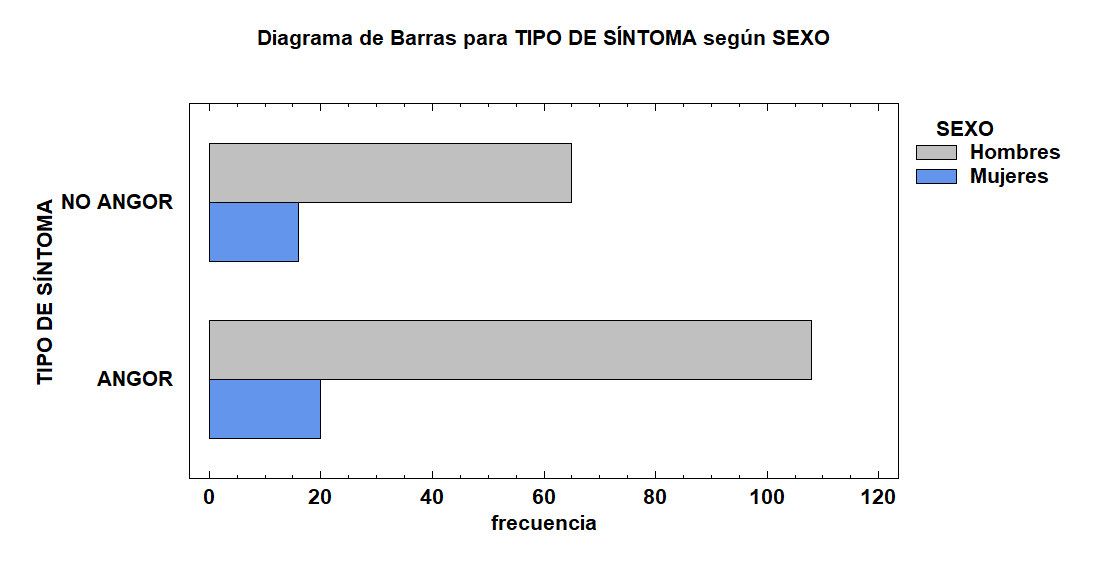 Diagrama de Barras para TIPO DE SÍNTOMA según SEXO
SEXO
Hombres
Mujeres
TIPO DE SÍNTOMA
NO ANGOR
ANGOR
0 20 40 60 80 100 120
frecuencia